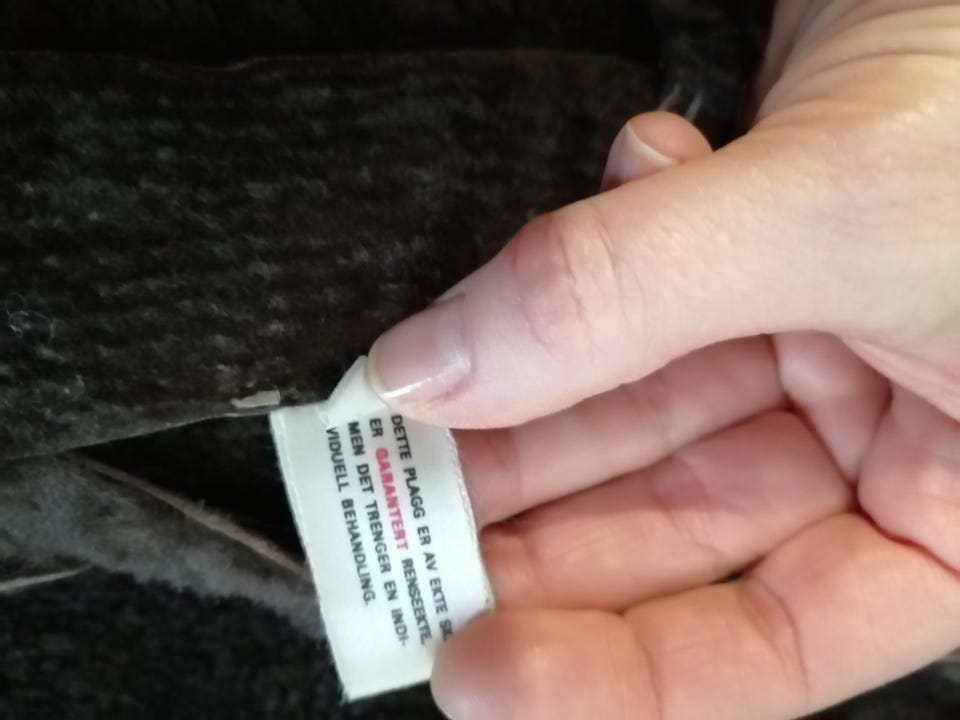 DETTE PLAGG ER AV EKTE
ER GARANTERT RENSEEKTE.
MEN DET TRENGER EN INDI-
VIDUELL BEHANDLING.